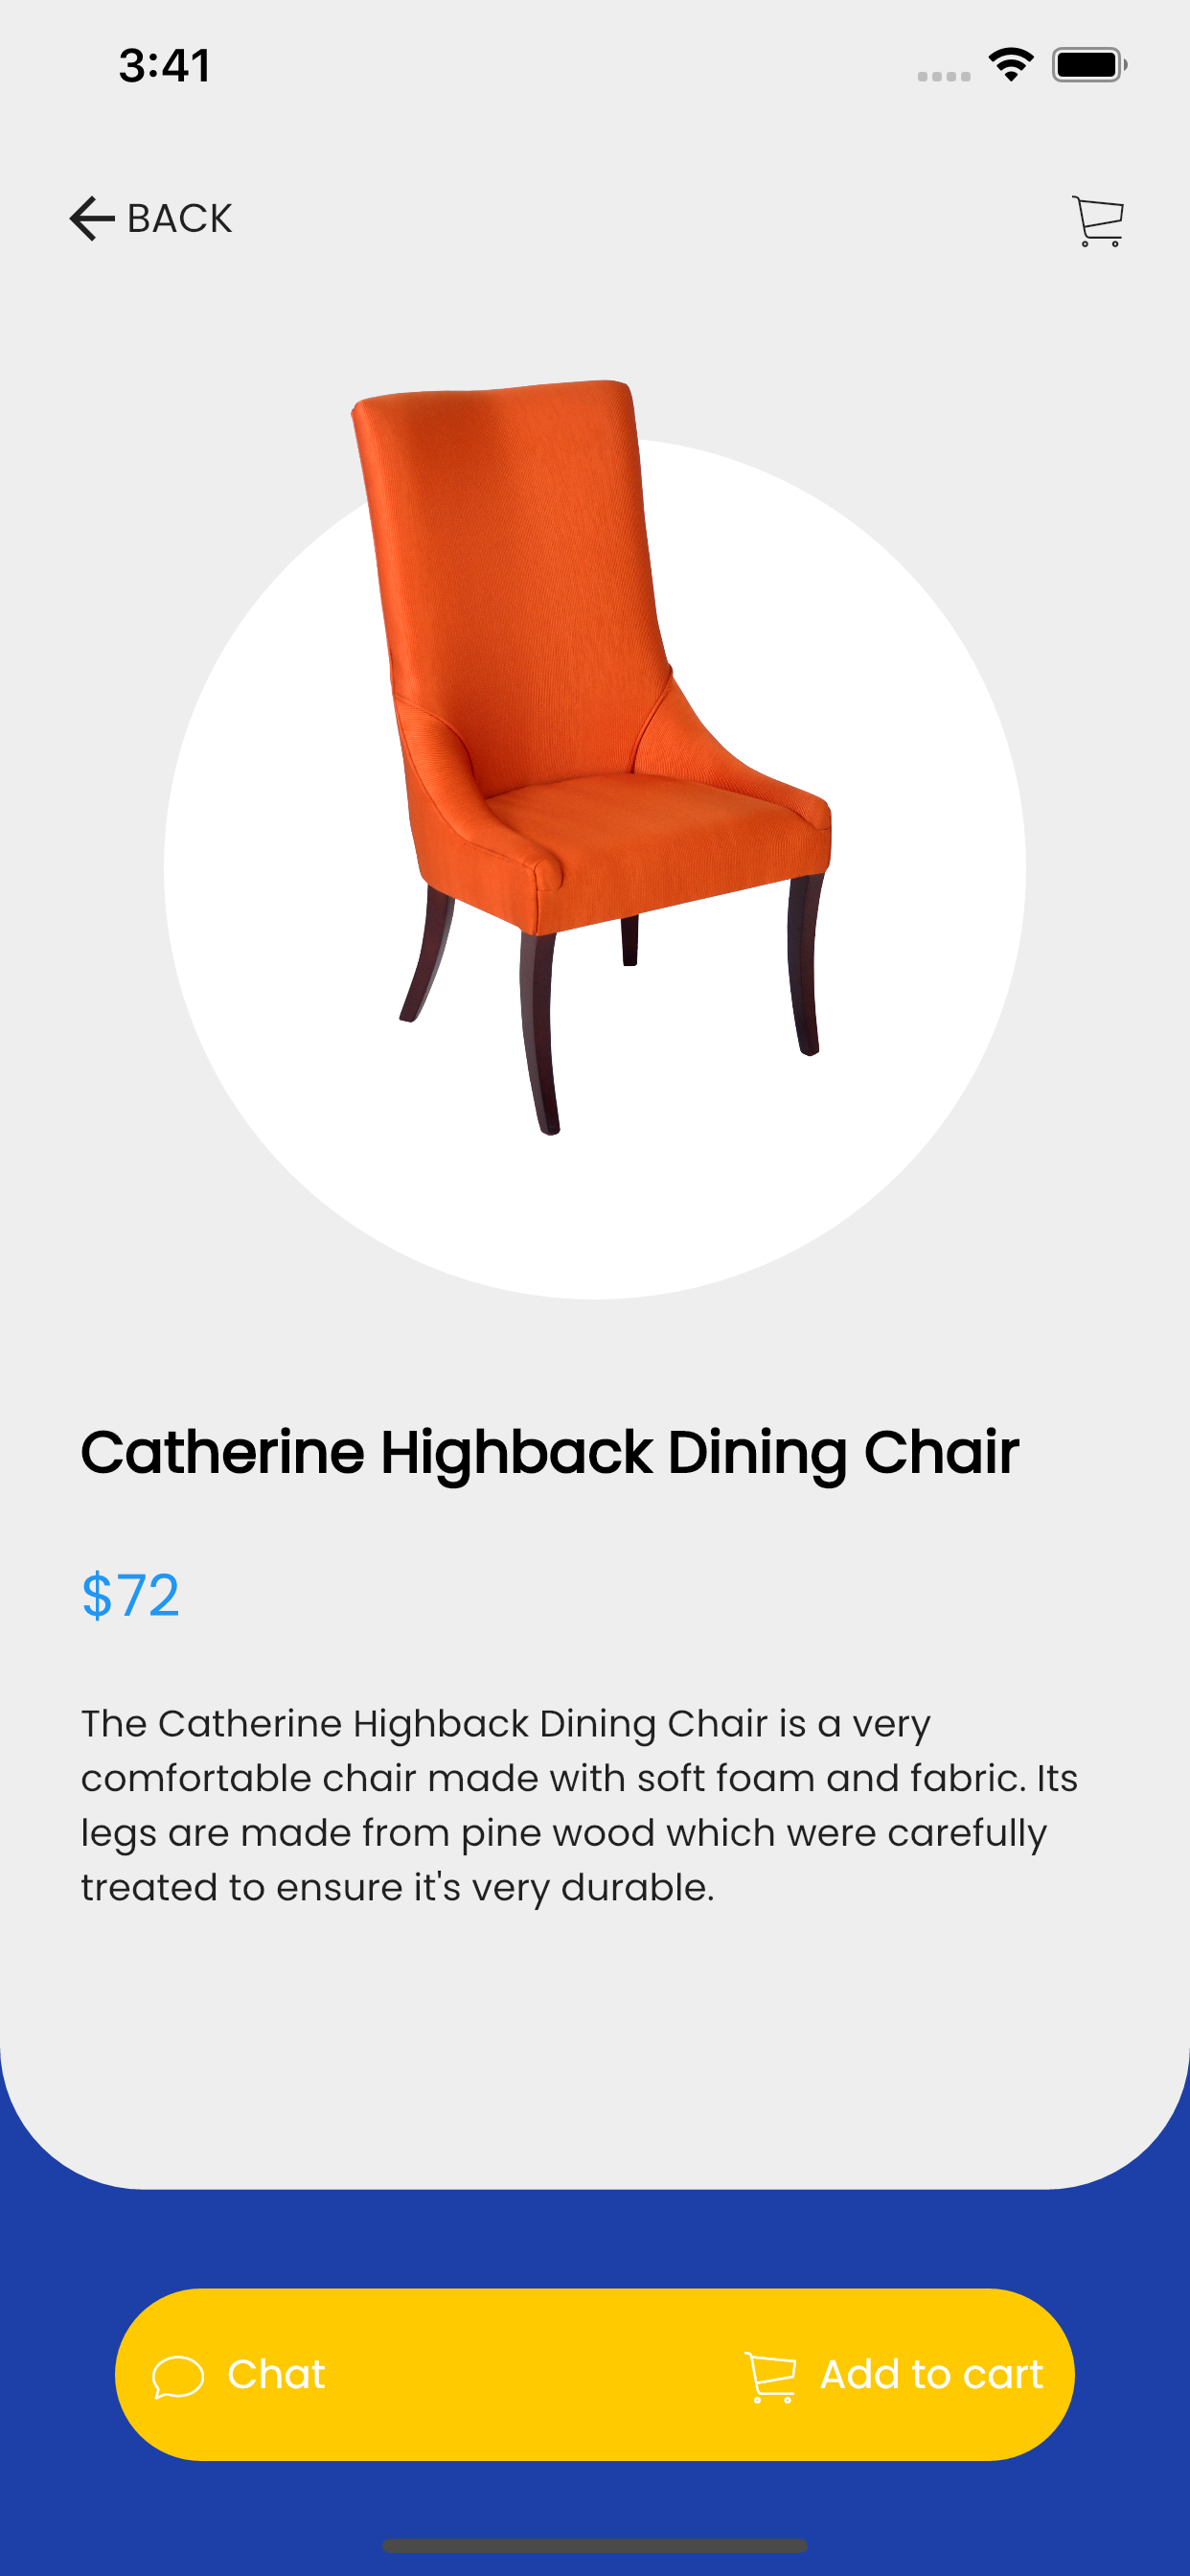 3:41
BACK
Catherine Highback Dining Chair
$72
The Catherine Highback Dining Chair is a very
comfortable chair made with soft foam and fabric. Its
legs are made from pine wood which were carefully
treated to ensure it's very durable.
Chat
Add to cart